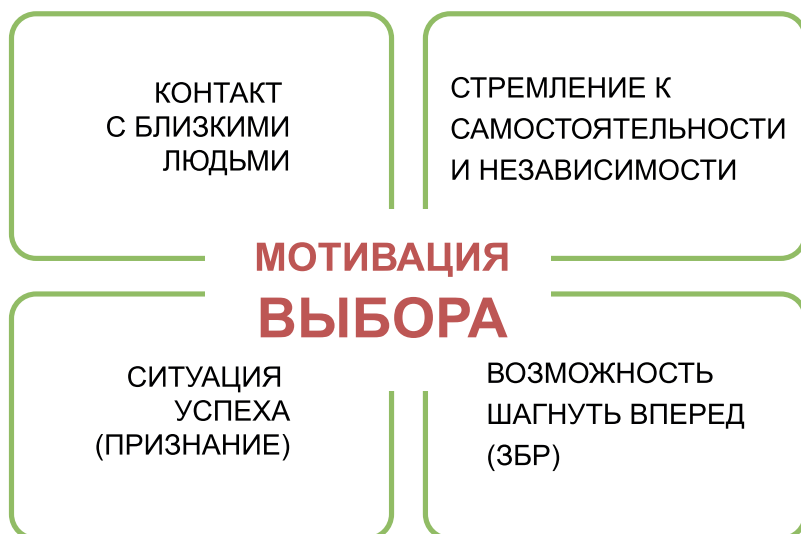 КОНТАКТ
С БЛИЗКИМИ
ЛЮДЬМИ
СТРЕМЛЕНИЕ К
САМОСТОЯТЕЛЬНОСТИ
И НЕЗАВИСИМОСТИ
МОТИВАЦИЯ
ВЫБОРА
СИТУАЦИЯ
УСПЕХА
(ПРИЗНАНИЕ)
ВОЗМОЖНОСТЬ
ШАГНУТЬ ВПЕРЕД
(ЗБР)